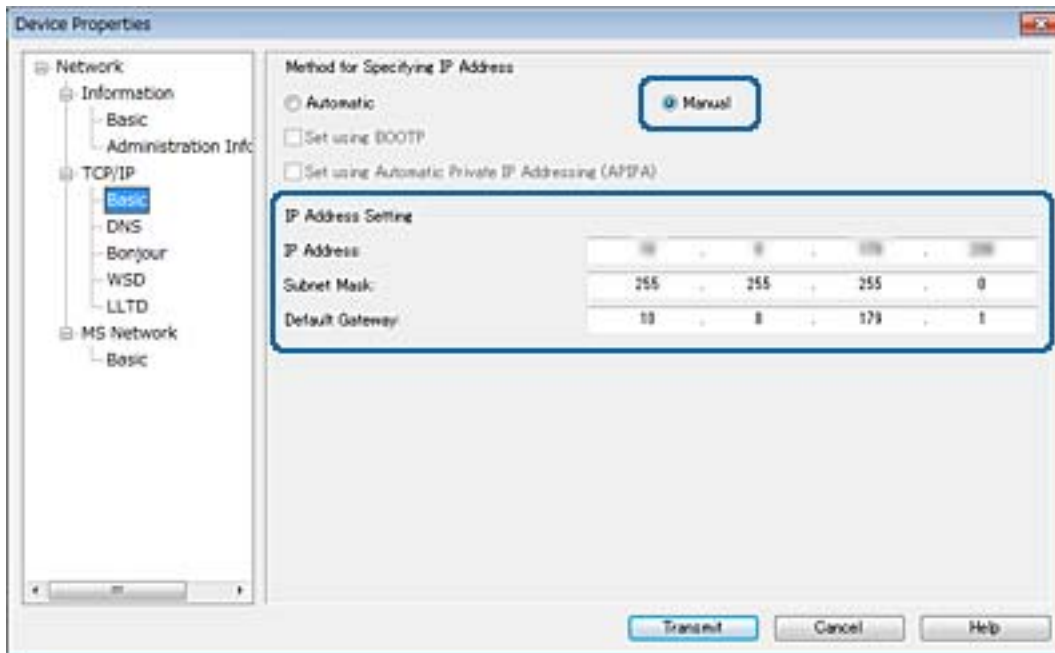 Device Properties
Network
Information
Basic
Administration Info
TCP/IP
Basic
DNS
Bonjour
WSD
LLTD
MS Network
Basic
Method for Specifying IP Address
Automatic
Manual
Set using BOOTP
Set using Automatic Private IP Addressing (APIPA)
IP Address Setting
IP Address
Subnet Mask: 255 . 255 . 255 . 0
Default Gateway: 10 . 8 . 179 . 1
Transmit Cancel Help